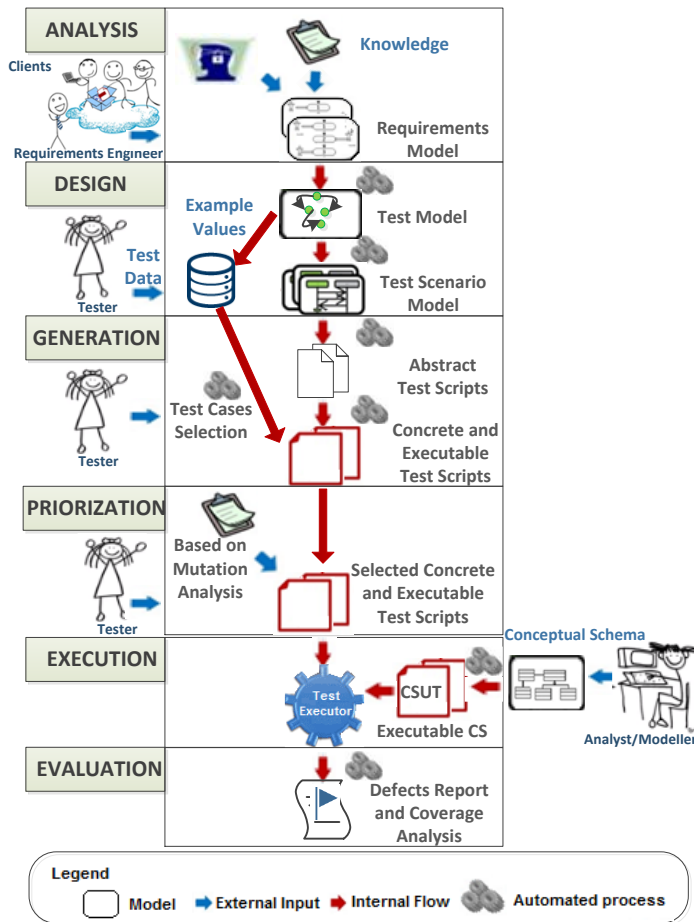 ANALYSIS
Clients
Knowledge
Requirements Engineer
Requirements
Model
DESIGN
Example
Values
Test Model
Test
Data
Tester
Test Scenario
Model
GENERATION
Abstract
Test Scripts
Test Cases
Selection
Tester
Concrete and
Executable
Test Scripts
PRIORIZATION
Based on
Mutation
Analysis
Selected Concrete
and Executable
Test Scripts
Tester
EXECUTION
Conceptual Schema
Test
Executor
CSUT
Executable CS
Analyst/Modeller
EVALUATION
Defects Report
and Coverage
Analysis
Legend
Model
External Input
Internal Flow
Automated process